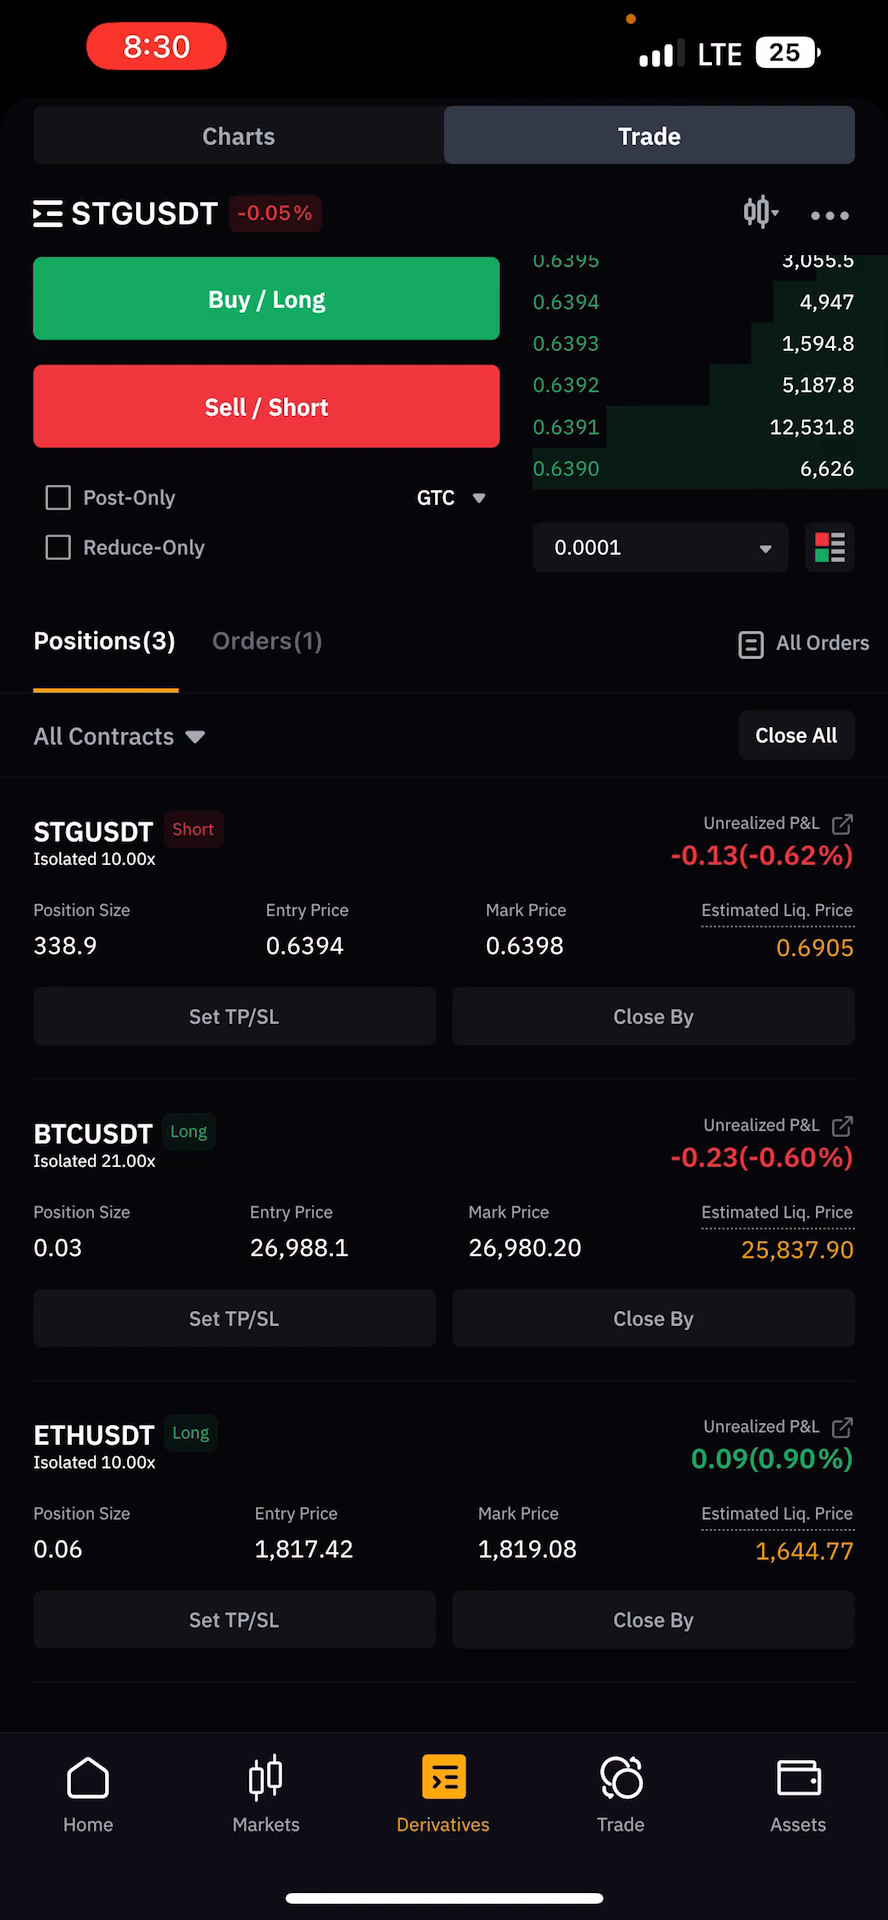 8:30
LTE 25
Charts Trade
STGUSDT -0.05%
0.6395 3,055.5
Buy / Long
0.6394 4,947
0.6393 1,594.8
0.6392 5,187.8
Sell / Short
0.6391 12,531.8
0.6390 6,626
Post-Only GTC
Reduce-Only
0.0001
Positions(3) Orders(1) All Orders
All Contracts Close All
STGUSDT Short Unrealized P&L
Isolated 10.00x -0.13(-0.62%)
Position Size Entry Price Mark Price Estimated Liq. Price
338.9 0.6394 0.6398 0.6905
Set TP/SL Close By
BTCUSDT Long Unrealized P&L
Isolated 21.00x -0.23(-0.60%)
Position Size Entry Price Mark Price Estimated Liq. Price
0.03 26,988.1 26,980.20 25,837.90
Set TP/SL Close By
ETHUSDT Long Unrealized P&L
Isolated 10.00x 0.09(0.90%)
Position Size Entry Price Mark Price Estimated Liq. Price
0.06 1,817.42 1,819.08 1,644.77
Set TP/SL Close By
Home Markets Derivatives Trade Assets